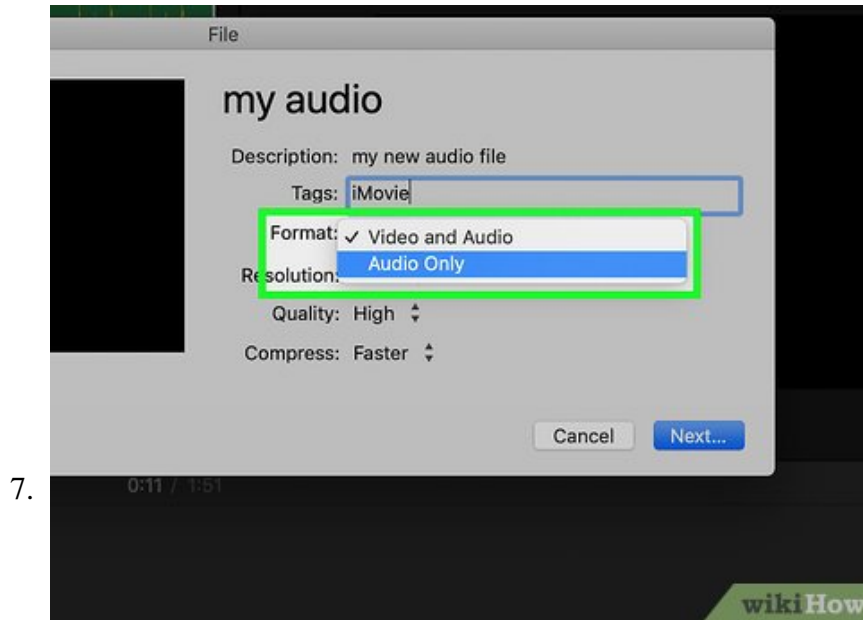 File
my audio
Description: my new audio file
Tags: iMovie
Format: ✓ Video and Audio
Audio Only
Resolution:
Quality: High
Compress: Faster
Cancel Next...
7.
0:11 / 1:51
wikiHow